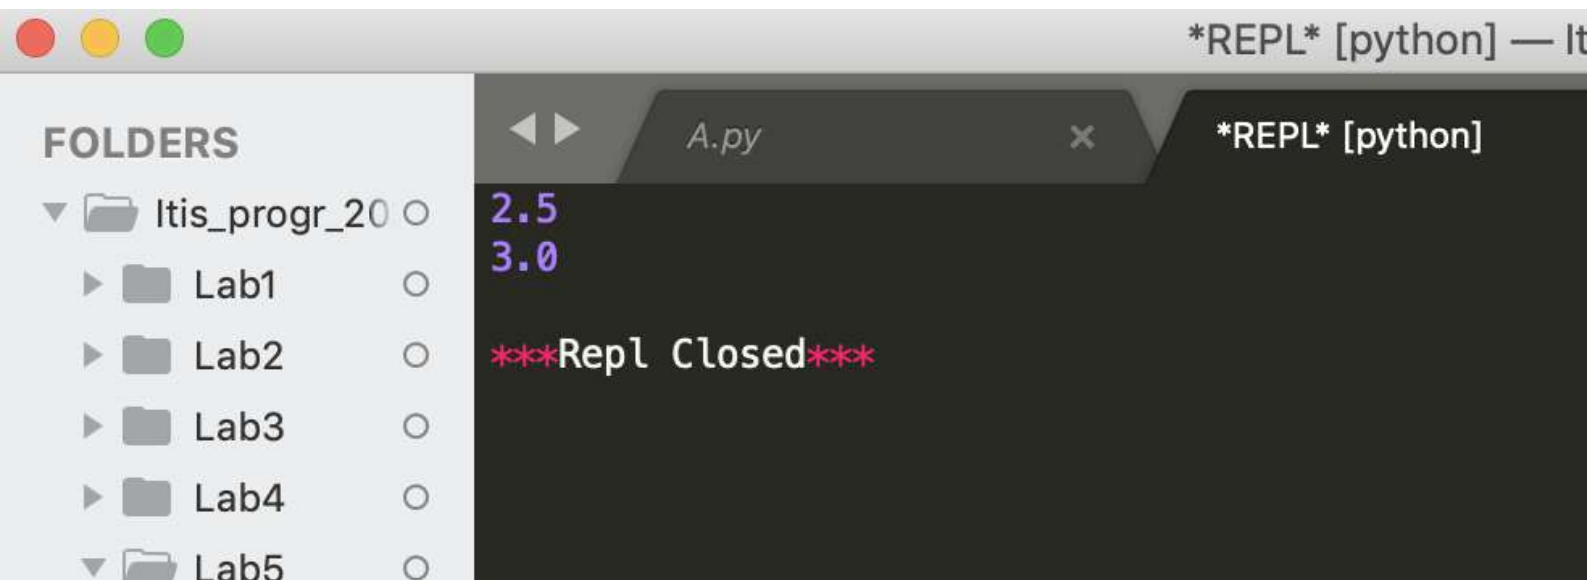 *REPL* [python] — It
FOLDERS
Itis_progr_20
Lab1
Lab2
Lab3
Lab4
Lab5
A.py
*REPL* [python]
2.5
3.0
***Repl Closed***